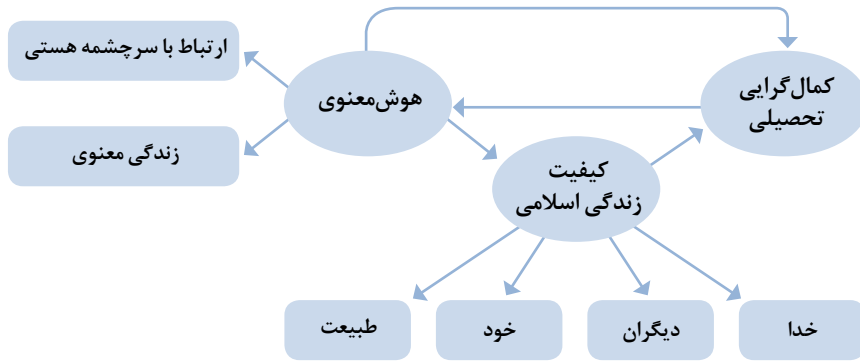 ارتباط با سرچشمه هستی
زندگی معنوی
هوش‌معنوی
کمال‌گرایی
تحصیلی
کیفیت
زندگی اسلامی
خدا
دیگران
خود
طبیعت